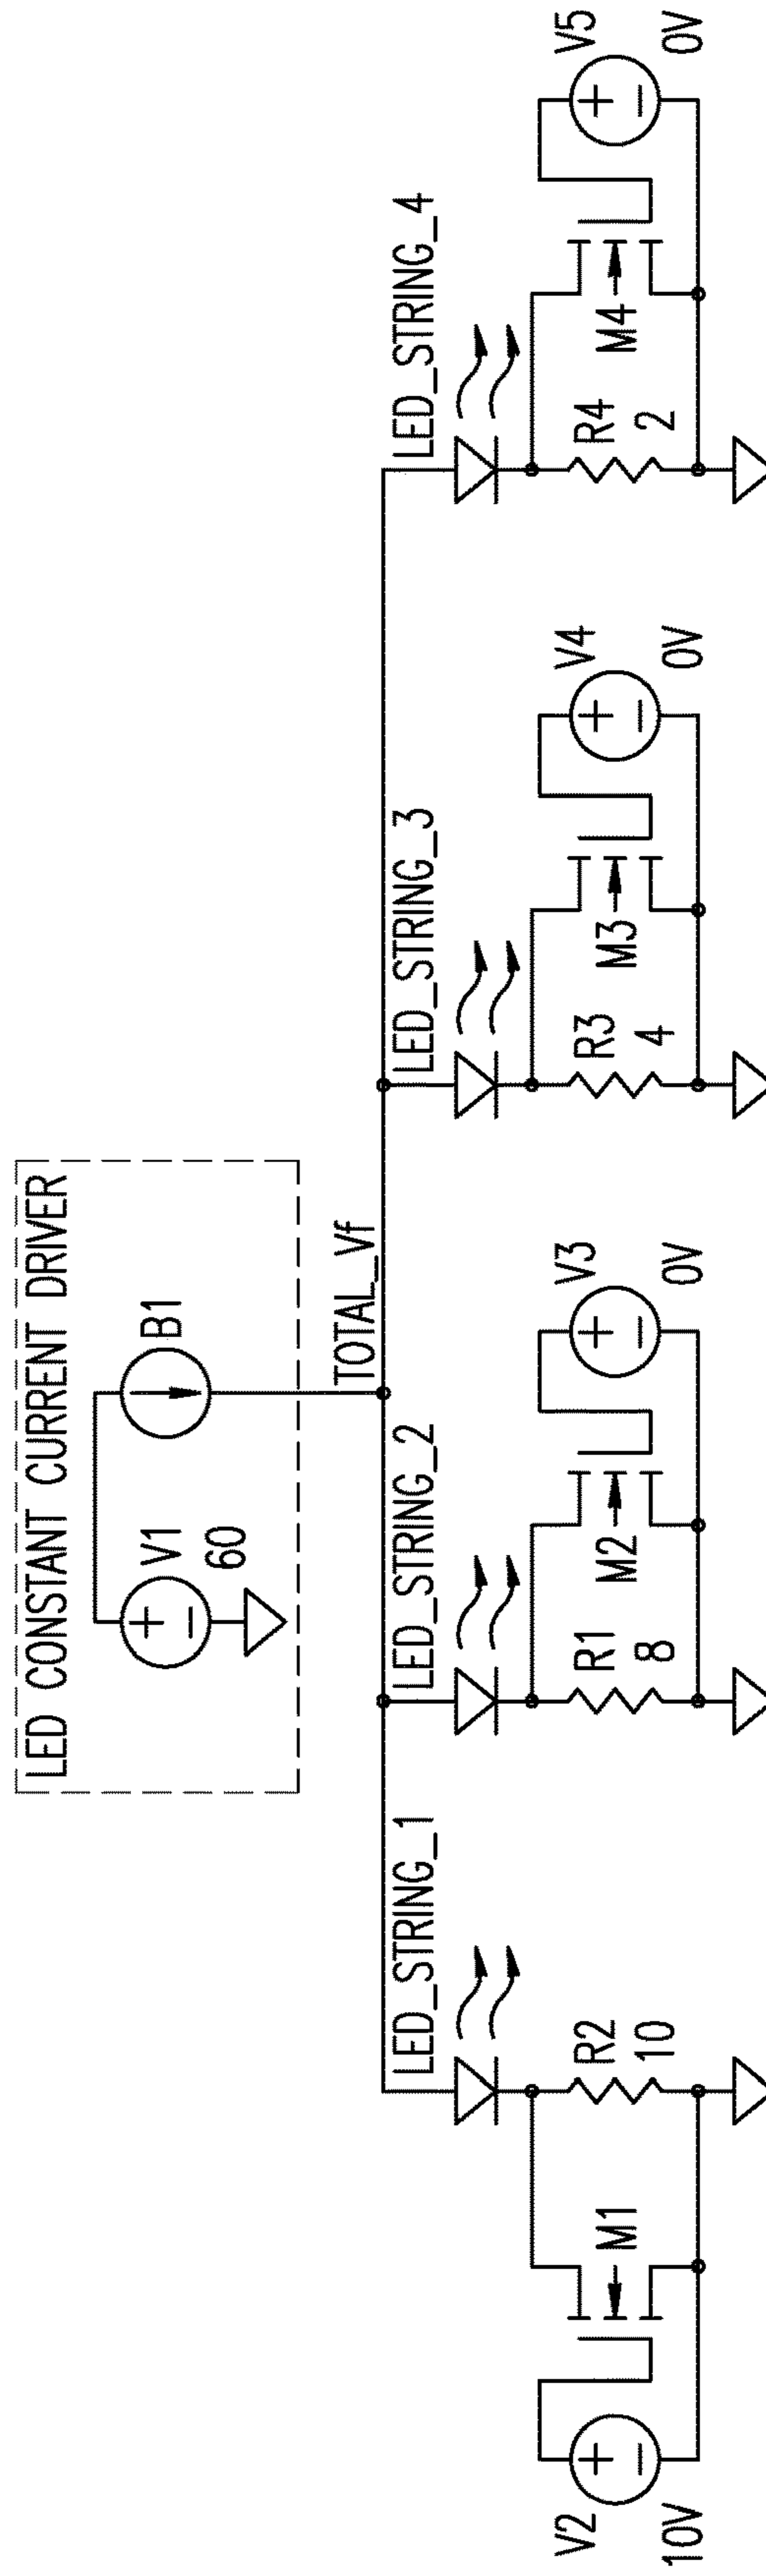 LED CONSTANT CURRENT DRIVER
V1
60
B1
TOTAL_Vf
LED_STRING_1
LED_STRING_2
LED_STRING_3
LED_STRING_4
V2
10V
M1
R2
10
R1
8
M2
V3
0V
R3
4
M3
V4
0V
R4
2
M4
V5
0V